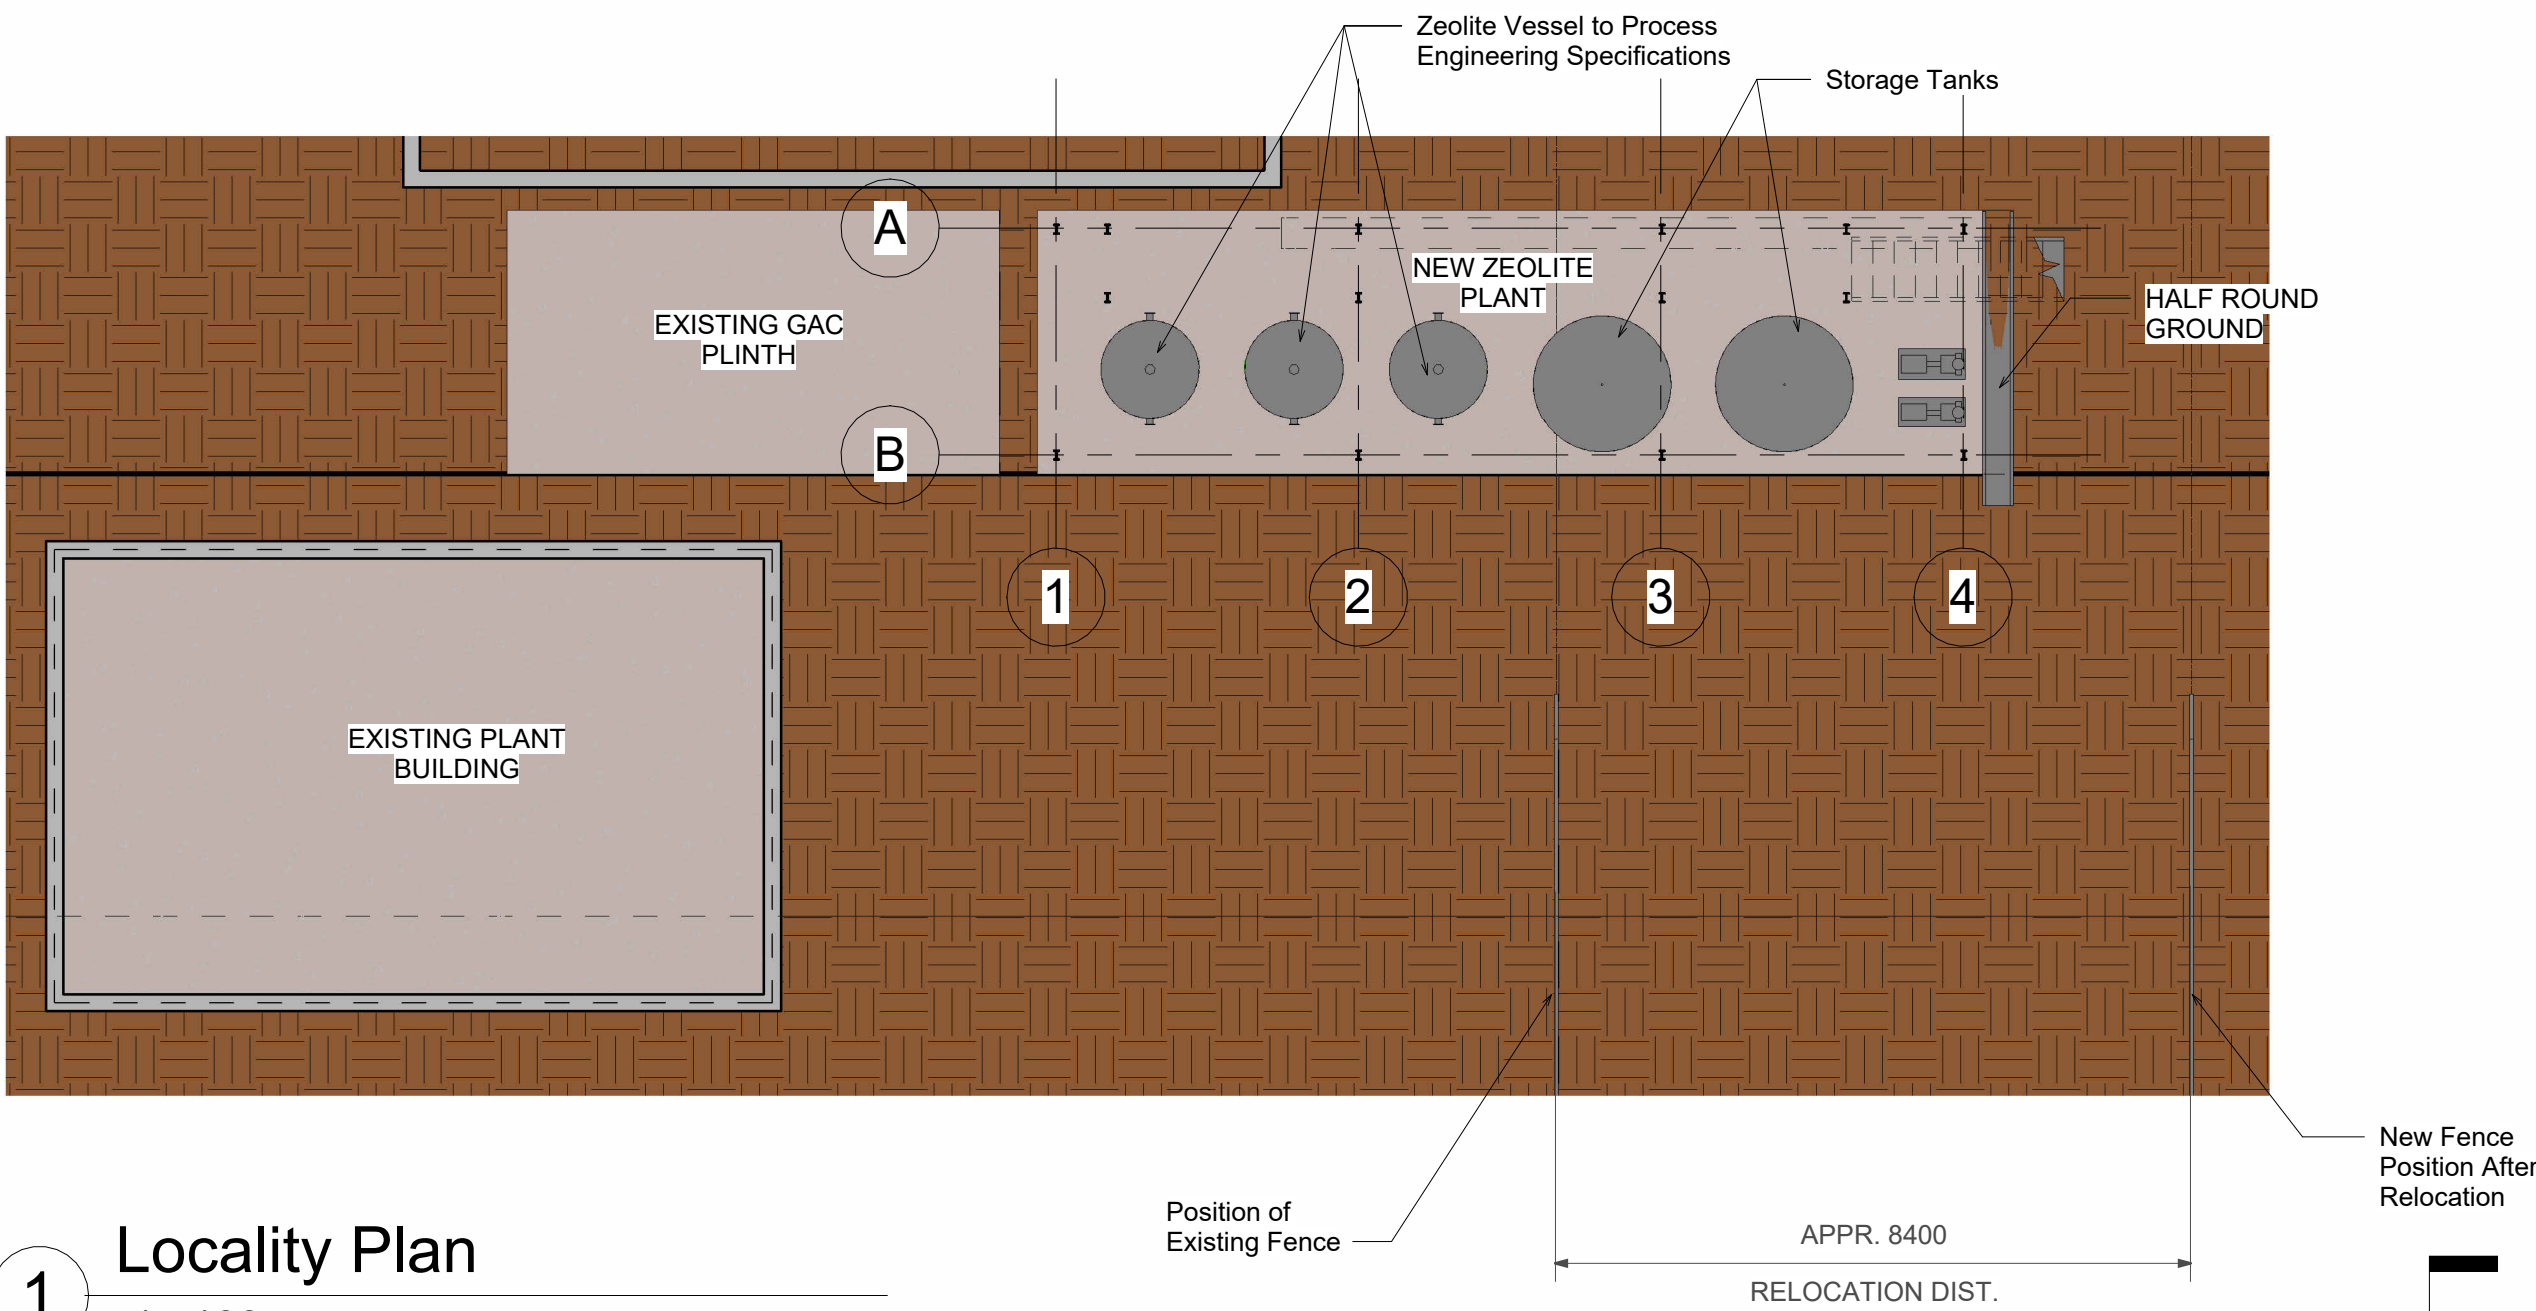 Zeolite Vessel to Process
Engineering Specifications
Storage Tanks
A
NEW ZEOLITE
PLANT
HALF ROUND
GROUND
EXISTING GAC
PLINTH
B
1
2
3
4
EXISTING PLANT
BUILDING
New Fence
Position After
Relocation
Position of
Existing Fence
APPR. 8400
RELOCATION DIST.
Locality Plan
1